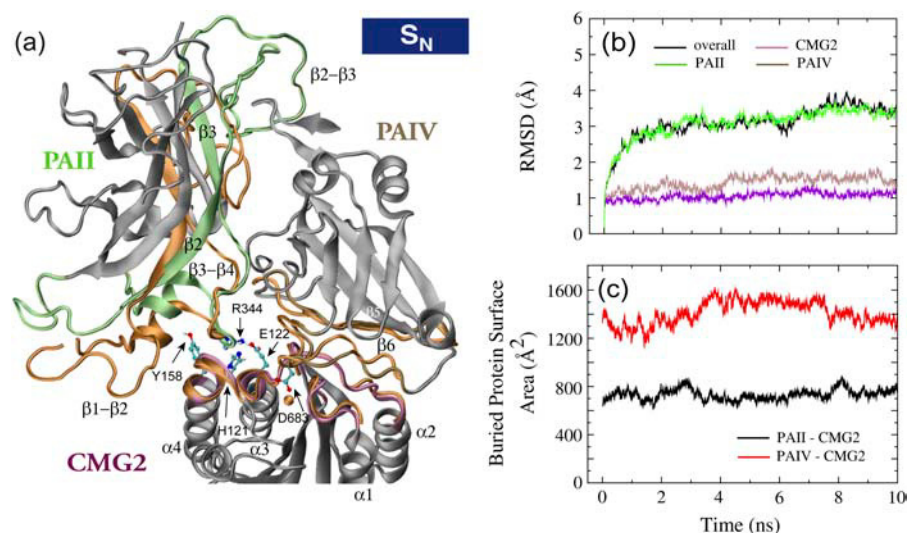 (a)
S_N
β2–β3
β3
PAII
PAIV
β2
β3–β4
R344
E122
β6
Y158
β1–β2
H121
D683
α4
α3
α2
CMG2
α1
(b)
overall
CMG2
PAII
PAIV
RMSD (Å)
6
5
4
3
2
1
0
(c)
Buried Protein Surface
Area (Å²)
1600
1200
800
400
0
PAII - CMG2
PAIV - CMG2
0 2 4 6 8 10
Time (ns)